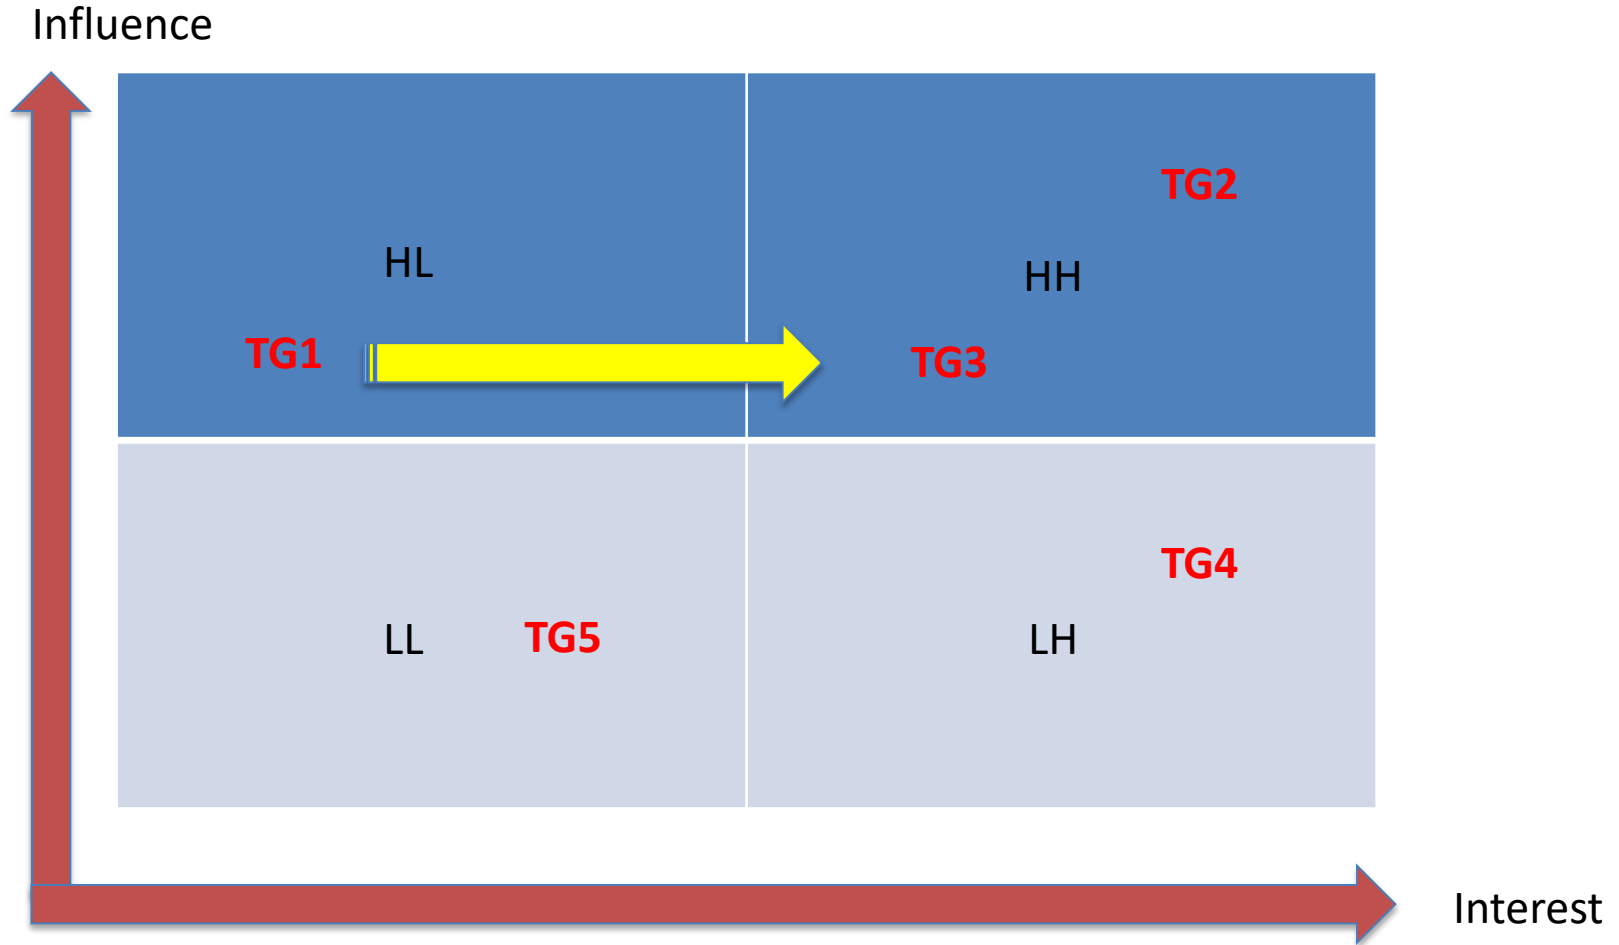 Influence
TG2
HL
HH
TG1
TG3
TG4
LL
TG5
LH
Interest